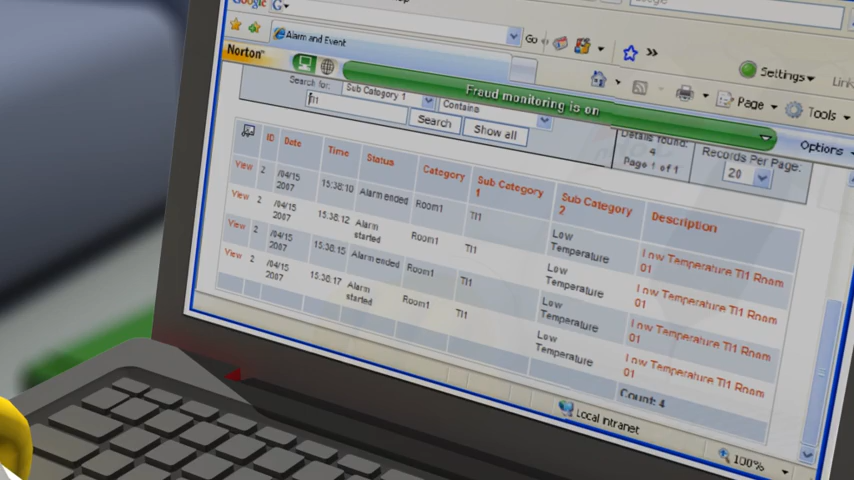 Google
Go
Alarm and Event
Norton
Settings
Link
Fraud monitoring is on
Page
Tools
Options
Search for:
Sub Category 1
Contains
TI1
Search
Show all
Details found:
4
Page 1 of 1
Records Per Page:
20
ID Date Time Status Category Sub Category 1 Sub Category 2 Description
View 2 /04/15 2007 15:38:10 Alarm ended Room1 TI1 Low Temperature Low Temperature TI1 Room 01
View 2 /04/15 2007 15:38:12 Alarm started Room1 TI1 Low Temperature Low Temperature TI1 Room 01
View 2 /04/15 2007 15:38:15 Alarm ended Room1 TI1 Low Temperature Low Temperature TI1 Room 01
View 2 /04/15 2007 15:38:17 Alarm started Room1 TI1 Low Temperature Low Temperature TI1 Room 01
Count: 4
Local intranet
100%